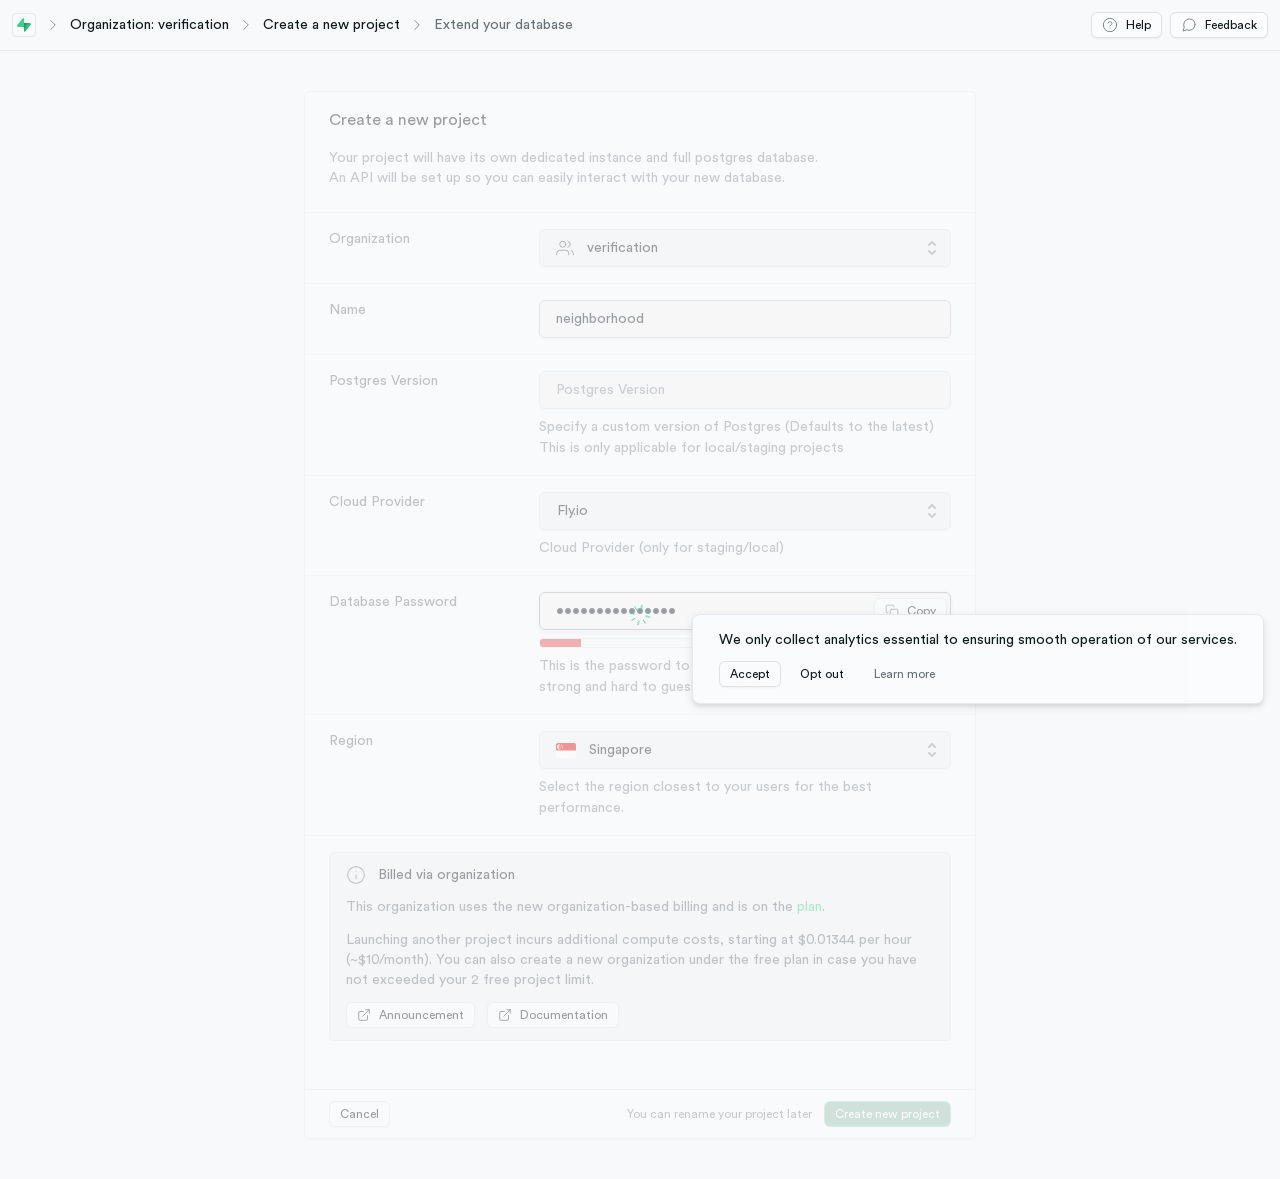 Organization: verification
Create a new project
Extend your database
Help
Feedback
Create a new project
Your project will have its own dedicated instance and full postgres database.
An API will be set up so you can easily interact with your new database.
Organization
verification
Name
neighborhood
Postgres Version
Postgres Version
Specify a custom version of Postgres (Defaults to the latest)
This is only applicable for local/staging projects
Cloud Provider
Fly.io
Cloud Provider (only for staging/local)
Database Password
Copy
This is the password to
strong and hard to gues
We only collect analytics essential to ensuring smooth operation of our services.
Accept
Opt out
Learn more
Region
Singapore
Select the region closest to your users for the best
performance.
Billed via organization
This organization uses the new organization-based billing and is on the plan.
Launching another project incurs additional compute costs, starting at $0.01344 per hour
(~$10/month). You can also create a new organization under the free plan in case you have
not exceeded your 2 free project limit.
Announcement
Documentation
Cancel
You can rename your project later
Create new project